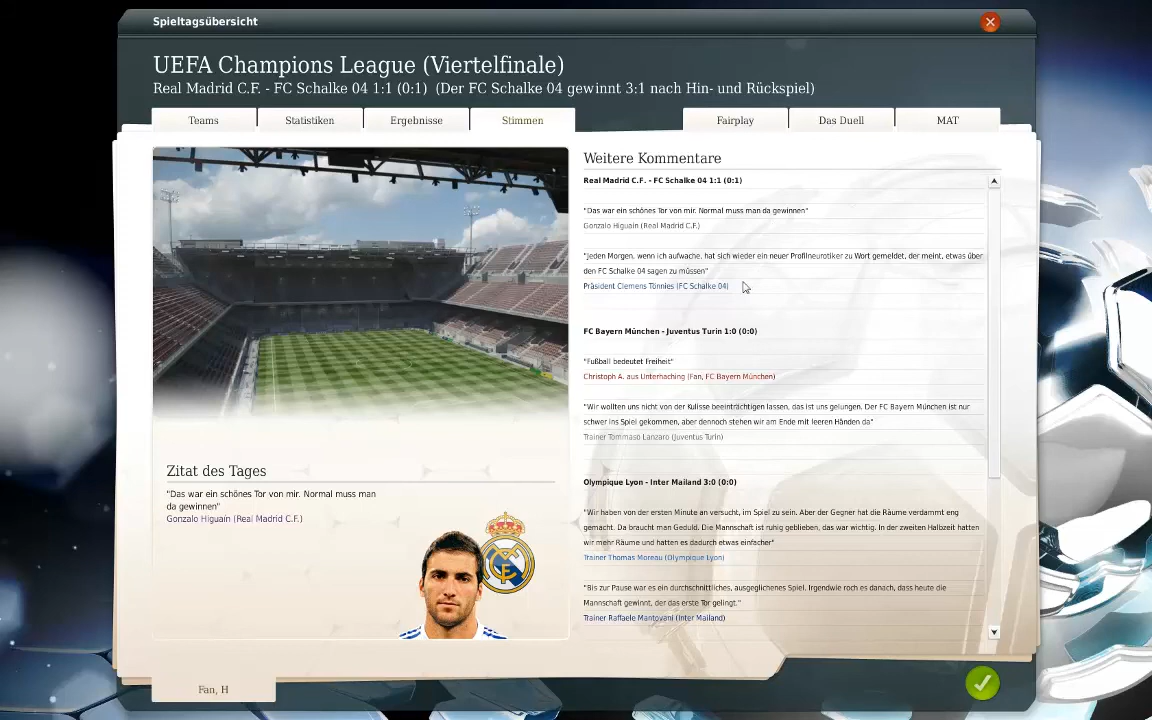 Spieltagsübersicht
UEFA Champions League (Viertelfinale)
Real Madrid C.F. - FC Schalke 04 1:1 (0:1)  (Der FC Schalke 04 gewinnt 3:1 nach Hin- und Rückspiel)
Teams
Statistiken
Ergebnisse
Stimmen
Fairplay
Das Duell
MAT
Zitat des Tages
"Das war ein schönes Tor von mir. Normal muss man
da gewinnen"
Gonzalo Higuaín (Real Madrid C.F.)
Weitere Kommentare
Real Madrid C.F. - FC Schalke 04 1:1 (0:1)
"Das war ein schönes Tor von mir. Normal muss man da gewinnen"
Gonzalo Higuaín (Real Madrid C.F.)
"Jeden Morgen, wenn ich aufwache, hat sich wieder ein neuer Profilneurotiker zu Wort gemeldet, der meint, etwas über
den FC Schalke 04 sagen zu müssen"
Präsident Clemens Tönnies (FC Schalke 04)
FC Bayern München - Juventus Turin 1:0 (0:0)
"Fußball bedeutet Freiheit"
Christoph A. aus Unterhaching (Fan, FC Bayern München)
"Wir wollten uns nicht von der Kulisse beeinträchtigen lassen, das ist uns gelungen. Der FC Bayern München ist nur
schwer ins Spiel gekommen, aber dennoch stehen wir am Ende mit leeren Händen da"
Trainer Tommaso Lanzaro (Juventus Turin)
Olympique Lyon - Inter Mailand 3:0 (0:0)
"Wir haben von der ersten Minute an versucht, im Spiel zu sein. Aber der Gegner hat die Räume verdammt eng
gemacht. Da braucht man Geduld. Die Mannschaft ist ruhig geblieben, das war wichtig. In der zweiten Halbzeit hatten
wir mehr Räume und hatten es dadurch etwas einfacher"
Trainer Thomas Moreau (Olympique Lyon)
"Bis zur Pause war es ein durchschnittliches, ausgeglichenes Spiel. Irgendwie roch es danach, dass heute die
Mannschaft gewinnt, der das erste Tor gelingt."
Trainer Raffaele Mantovani (Inter Mailand)
Fan, H